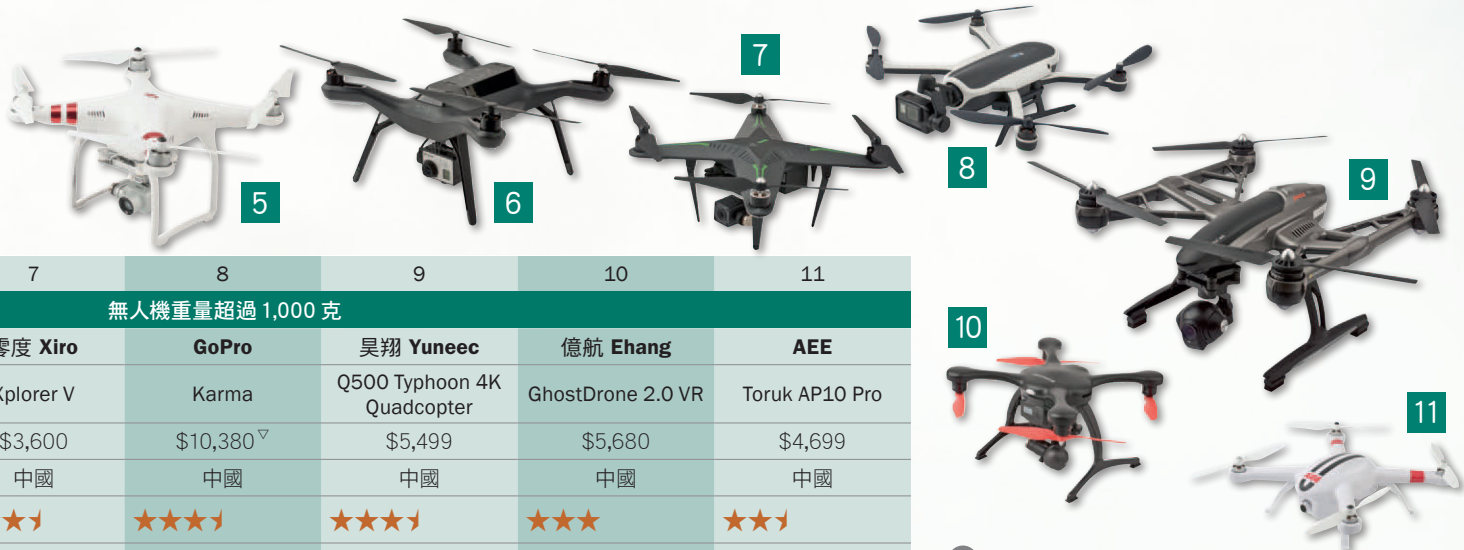 5
6
7
8
9
10
11
7 8 9 10 11
無人機重量超過 1,000 克
零度 Xiro GoPro 昊翔 Yuneec 億航 Ehang AEE
Xplorer V Karma Q500 Typhoon 4K Quadcopter GhostDrone 2.0 VR Toruk AP10 Pro
$3,600 $10,380▽ $5,499 $5,680 $4,699
中國 中國 中國 中國 中國